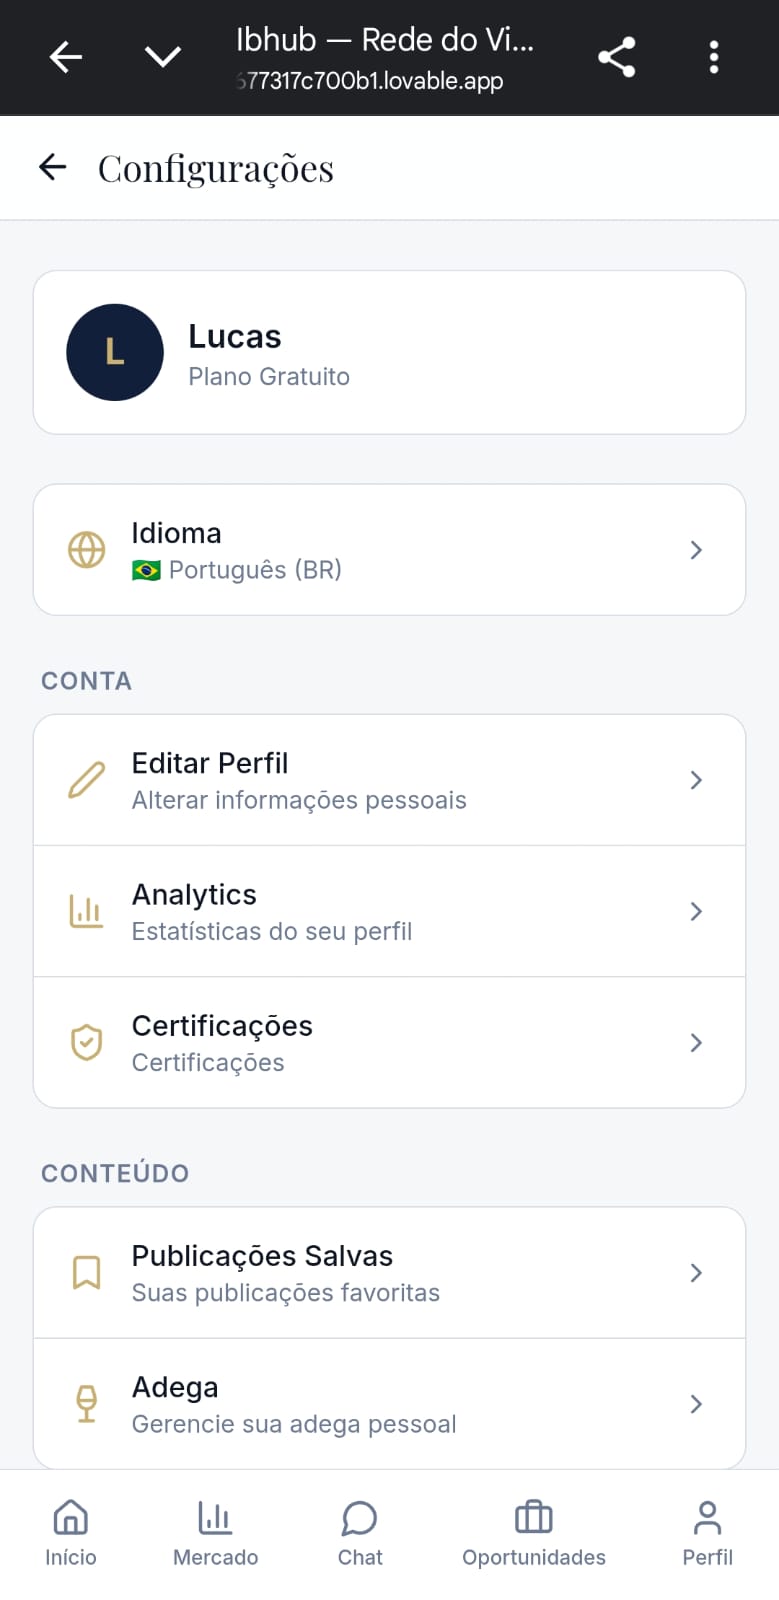 Ibhub — Rede do Vi...
677317c700b1.lovable.app
Configurações
L
Lucas
Plano Gratuito
Idioma
🇧🇷 Português (BR)
CONTA
Editar Perfil
Alterar informações pessoais
Analytics
Estatísticas do seu perfil
Certificações
Certificações
CONTEÚDO
Publicações Salvas
Suas publicações favoritas
Adega
Gerencie sua adega pessoal
Início
Mercado
Chat
Oportunidades
Perfil